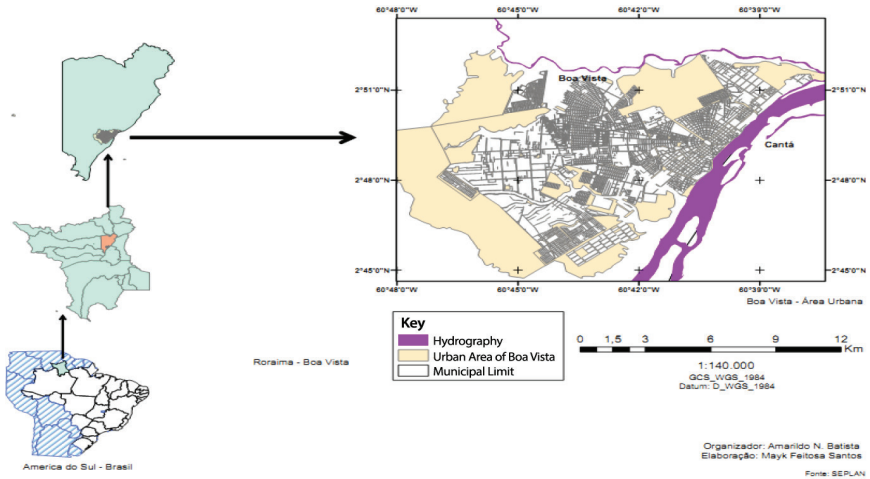 60°48'0"W 60°45'0"W 60°42'0"W 60°39'0"W
Boa Vista
2°51'0"N 2°51'0"N
Cantá
2°48'0"N 2°48'0"N
2°45'0"N 2°45'0"N
60°48'0"W 60°45'0"W 60°42'0"W 60°39'0"W
Boa Vista - Área Urbana
Key
Hydrography
Urban Area of Boa Vista
Municipal Limit
0 1,5 3 6 9 12
Km
1:140.000
GCS_WGS_1984
Datum: D_WGS_1984
Roraima - Boa Vista
America do Sul - Brasil
Organizador: Amarildo N. Batista
Elaboração: Mayk Feitosa Santos
Fonte: SEPLAN